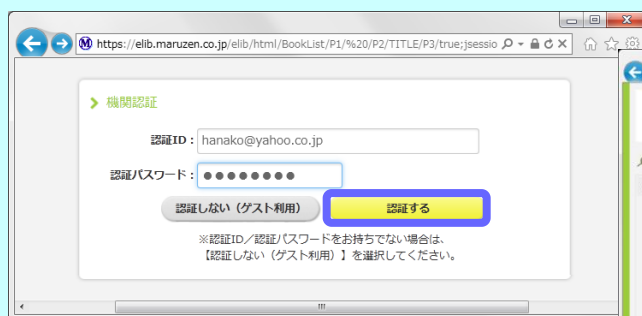 https://elib.maruzen.co.jp/elib/html/BookList/P1/%20/P2/TITLE/P3/true;jsessio
機関認証
認証ID： hanako@yahoo.co.jp
認証パスワード： ●●●●●●●●
認証しない（ゲスト利用） 認証する
※認証ID／認証パスワードをお持ちでない場合は、
【認証しない（ゲスト利用）】を選択してください。